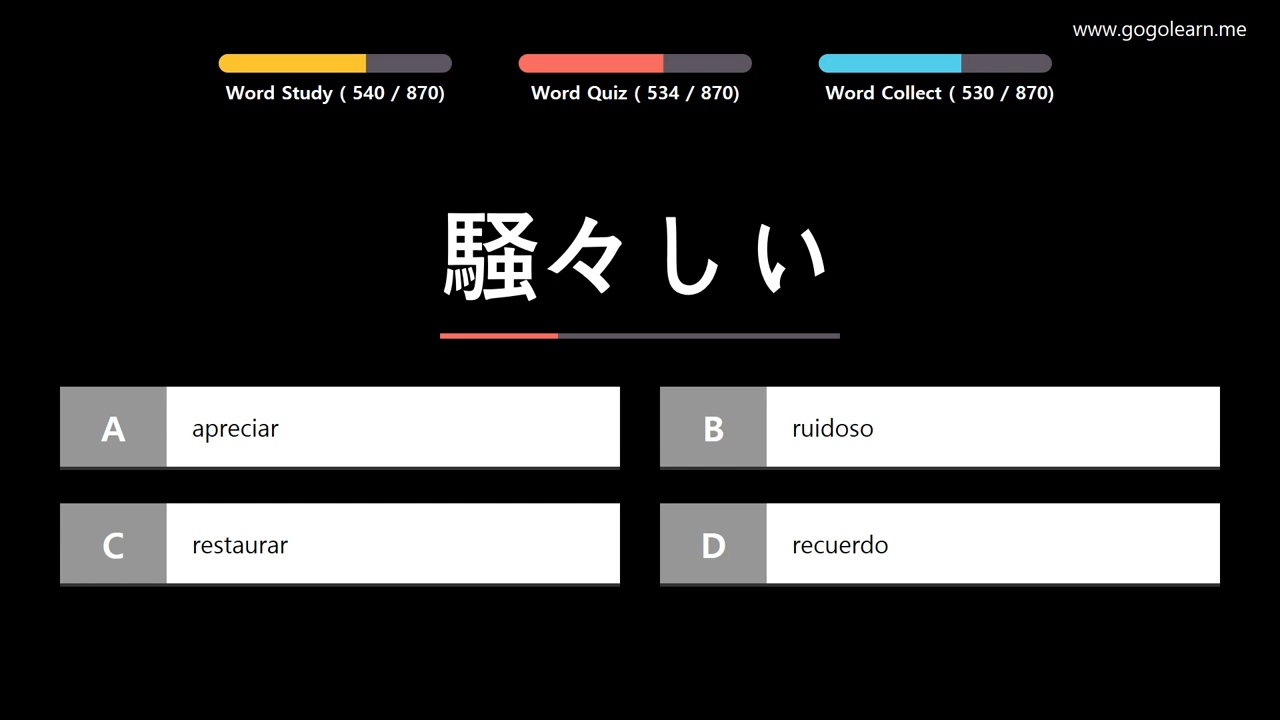 www.gogolearn.me
Word Study ( 540 / 870)
Word Quiz ( 534 / 870)
Word Collect ( 530 / 870)
騒々しい
A apreciar
B ruidoso
C restaurar
D recuerdo